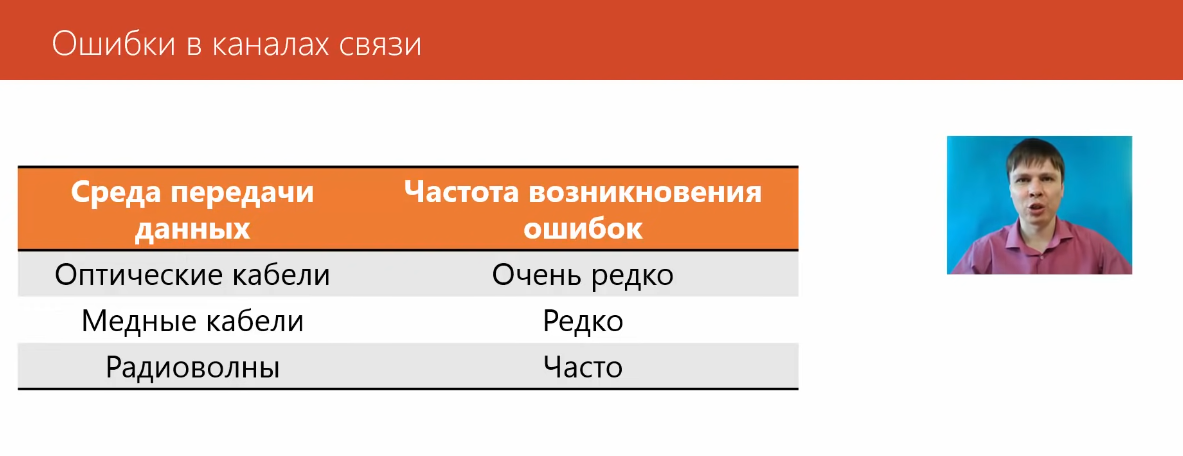 Ошибки в каналах связи
Среда передачи данных
Частота возникновения ошибок
Оптические кабели
Очень редко
Медные кабели
Редко
Радиоволны
Часто